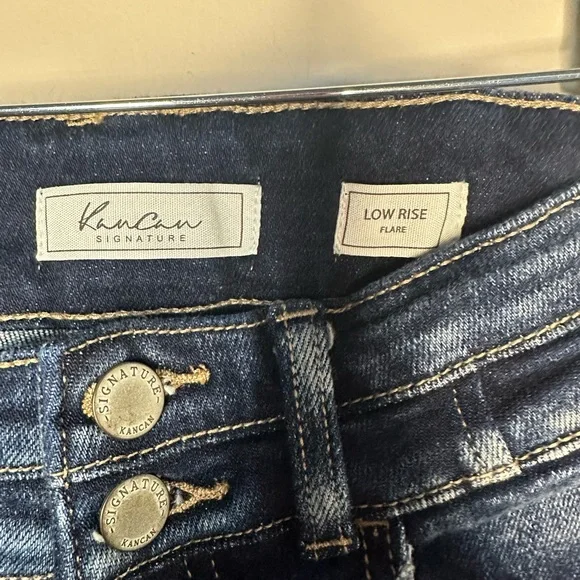 KanCan
SIGNATURE
LOW RISE
FLARE
SIGNATURE
KANCAN
SIGNATURE
KANCAN